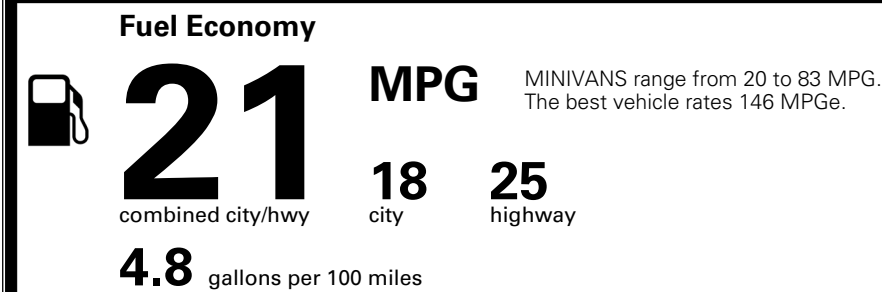 Fuel Economy
21 MPG
MINIVANS range from 20 to 83 MPG.
The best vehicle rates 146 MPGe.
combined city/hwy
18
city
25
highway
4.8 gallons per 100 miles